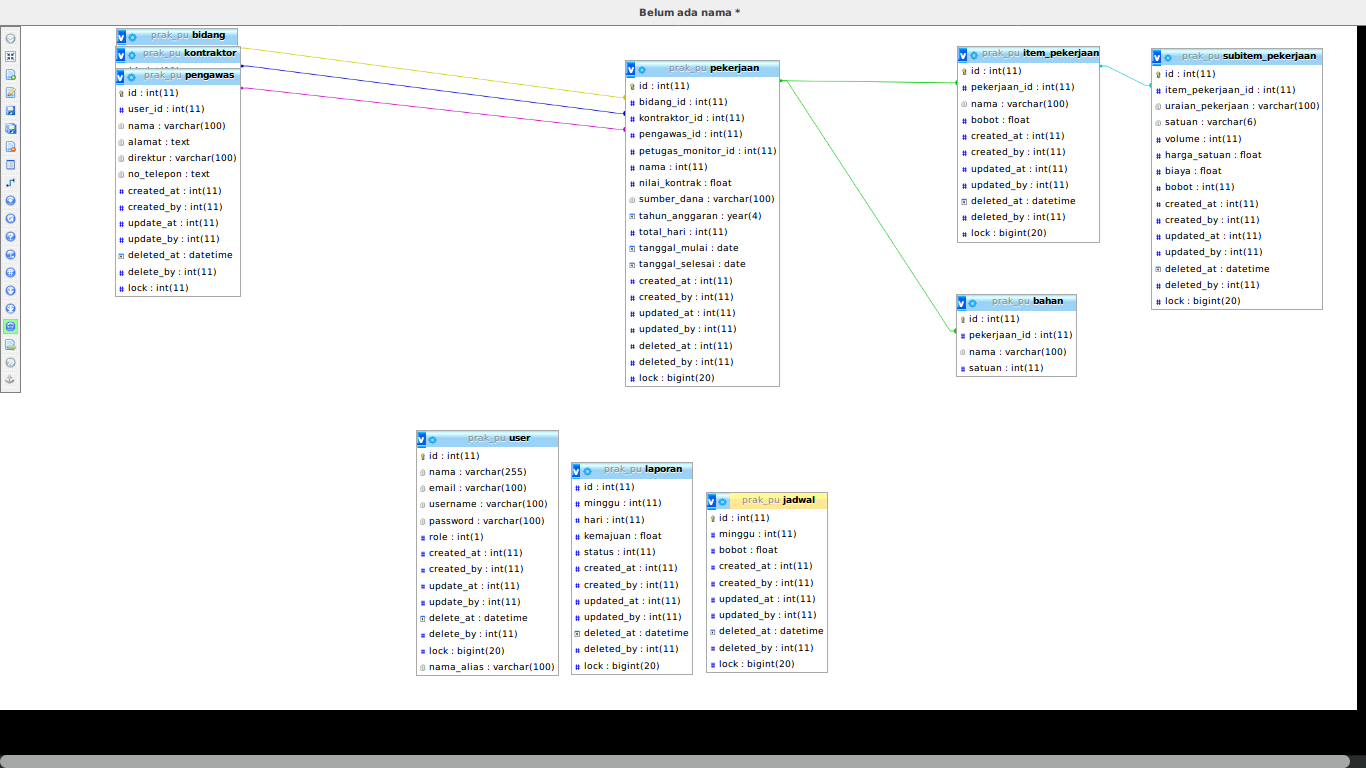 Belum ada nama *
prak_pu bidang
prak_pu kontraktor
prak_pu pengawas
id : int(11)
user_id : int(11)
nama : varchar(100)
alamat : text
direktur : varchar(100)
no_telepon : text
created_at : int(11)
created_by : int(11)
update_at : int(11)
update_by : int(11)
deleted_at : datetime
delete_by : int(11)
lock : int(11)
prak_pu pekerjaan
id : int(11)
bidang_id : int(11)
kontraktor_id : int(11)
pengawas_id : int(11)
petugas_monitor_id : int(11)
nama : int(11)
nilai_kontrak : float
sumber_dana : varchar(100)
tahun_anggaran : year(4)
total_hari : int(11)
tanggal_mulai : date
tanggal_selesai : date
created_at : int(11)
created_by : int(11)
updated_at : int(11)
updated_by : int(11)
deleted_at : int(11)
deleted_by : int(11)
lock : bigint(20)
prak_pu item_pekerjaan
id : int(11)
pekerjaan_id : int(11)
nama : varchar(100)
bobot : float
created_at : int(11)
created_by : int(11)
updated_at : int(11)
updated_by : int(11)
deleted_at : datetime
deleted_by : int(11)
lock : bigint(20)
prak_pu subitem_pekerjaan
id : int(11)
item_pekerjaan_id : int(11)
uraian_pekerjaan : varchar(100)
satuan : varchar(6)
volume : int(11)
harga_satuan : float
biaya : float
bobot : int(11)
created_at : int(11)
created_by : int(11)
updated_at : int(11)
updated_by : int(11)
deleted_at : datetime
deleted_by : int(11)
lock : bigint(20)
prak_pu bahan
id : int(11)
pekerjaan_id : int(11)
nama : varchar(100)
satuan : int(11)
prak_pu user
id : int(11)
nama : varchar(255)
email : varchar(100)
username : varchar(100)
password : varchar(100)
role : int(1)
created_at : int(11)
created_by : int(11)
update_at : int(11)
update_by : int(11)
delete_at : datetime
delete_by : int(11)
lock : bigint(20)
nama_alias : varchar(100)
prak_pu laporan
id : int(11)
minggu : int(11)
hari : int(11)
kemajuan : float
status : int(11)
created_at : int(11)
created_by : int(11)
updated_at : int(11)
updated_by : int(11)
deleted_at : datetime
deleted_by : int(11)
lock : bigint(20)
prak_pu jadwal
id : int(11)
minggu : int(11)
bobot : float
created_at : int(11)
created_by : int(11)
updated_at : int(11)
updated_by : int(11)
deleted_at : datetime
deleted_by : int(11)
lock : bigint(20)